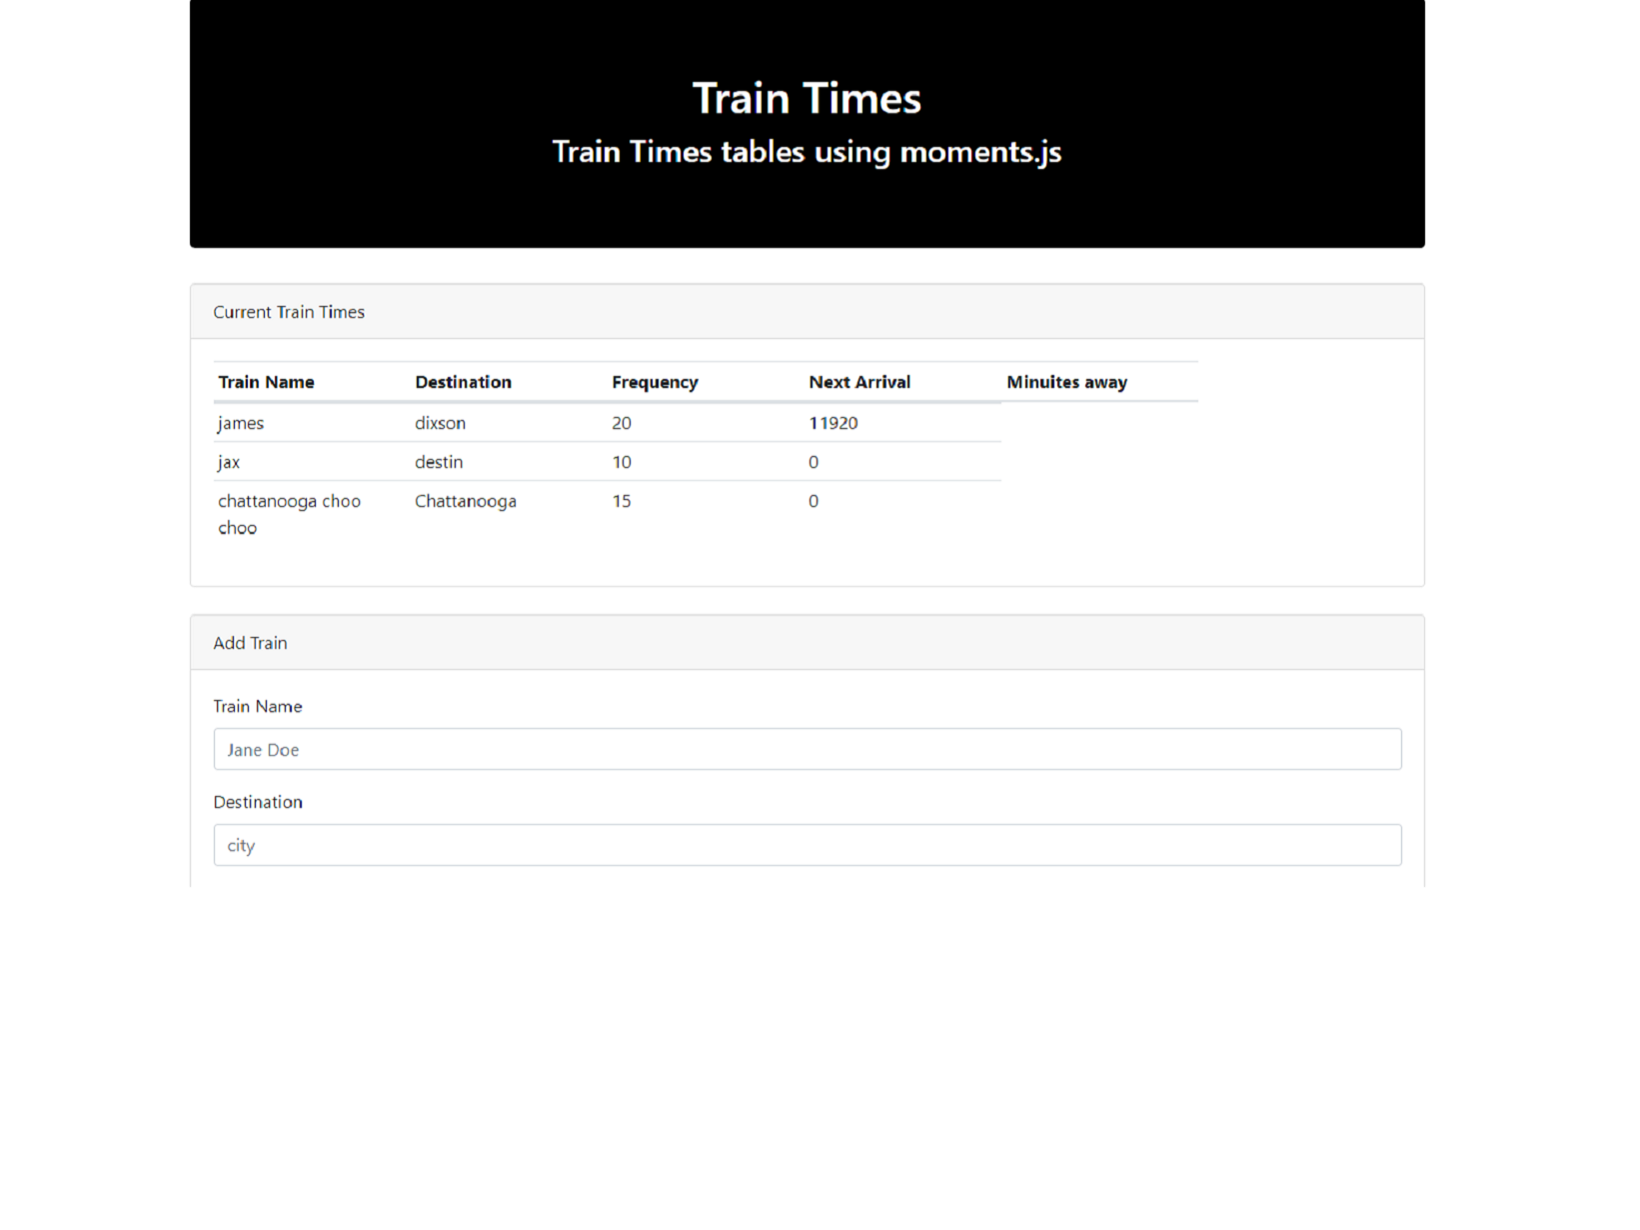 Train Times
Train Times tables using moments.js
Current Train Times
Train Name Destination Frequency Next Arrival Minuites away
james dixson 20 11920
jax destin 10 0
chattanooga choo Chattanooga 15 0
choo
Add Train
Train Name
Jane Doe
Destination
city